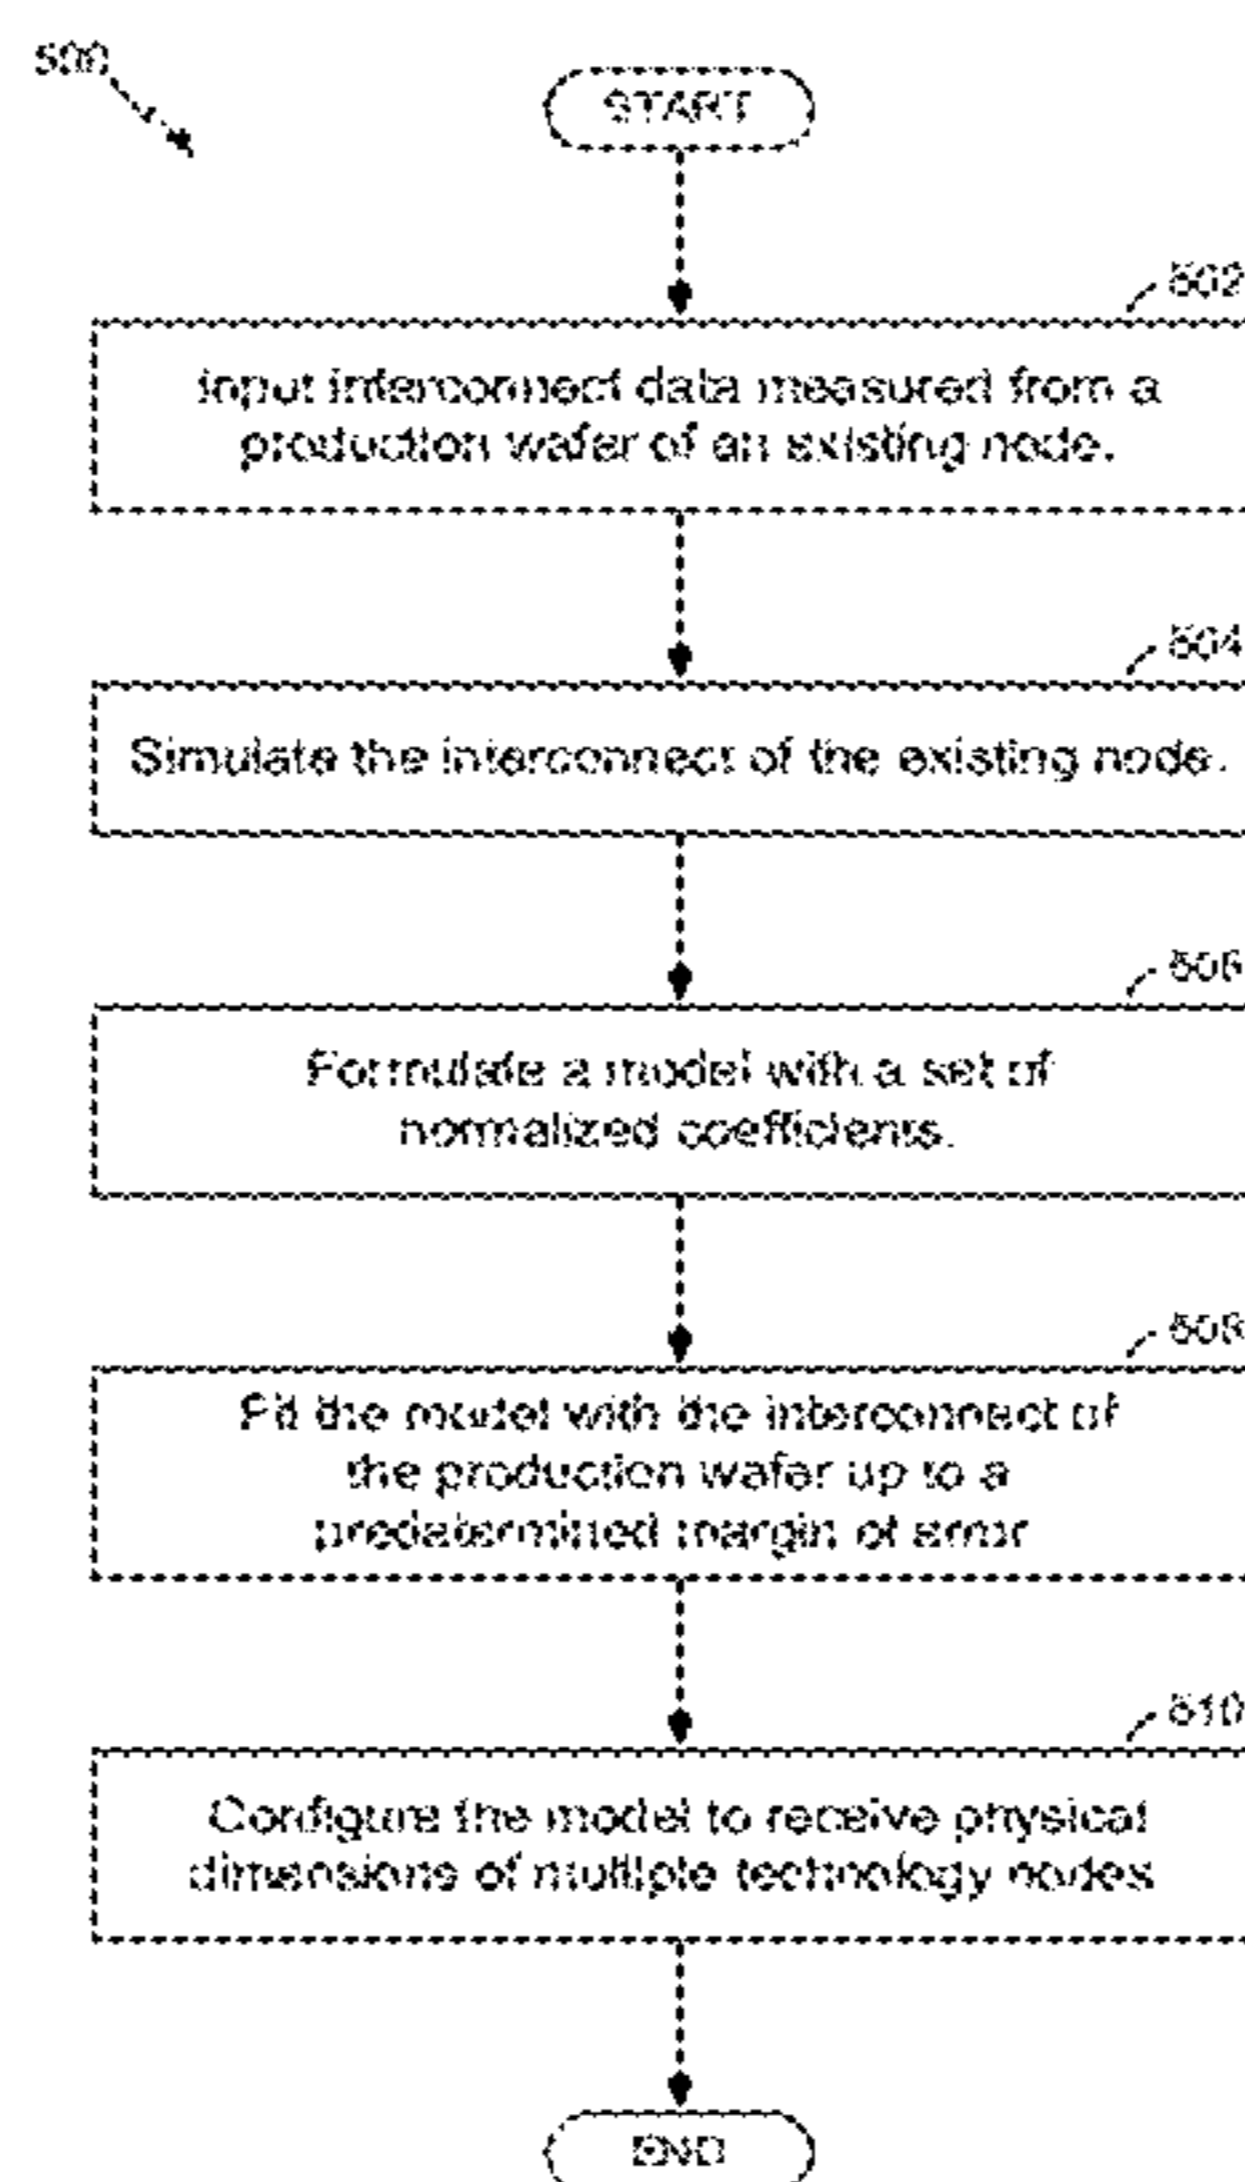 500
START
502
Input interconnect data measured from a
production wafer of an existing node.
504
Simulate the interconnect of the existing node.
506
Formulate a model with a set of
normalized coefficients.
508
Fit the model with the interconnect of
the production wafer up to a
predetermined margin of error
510
Configure the model to receive physical
dimensions of multiple technology nodes
END